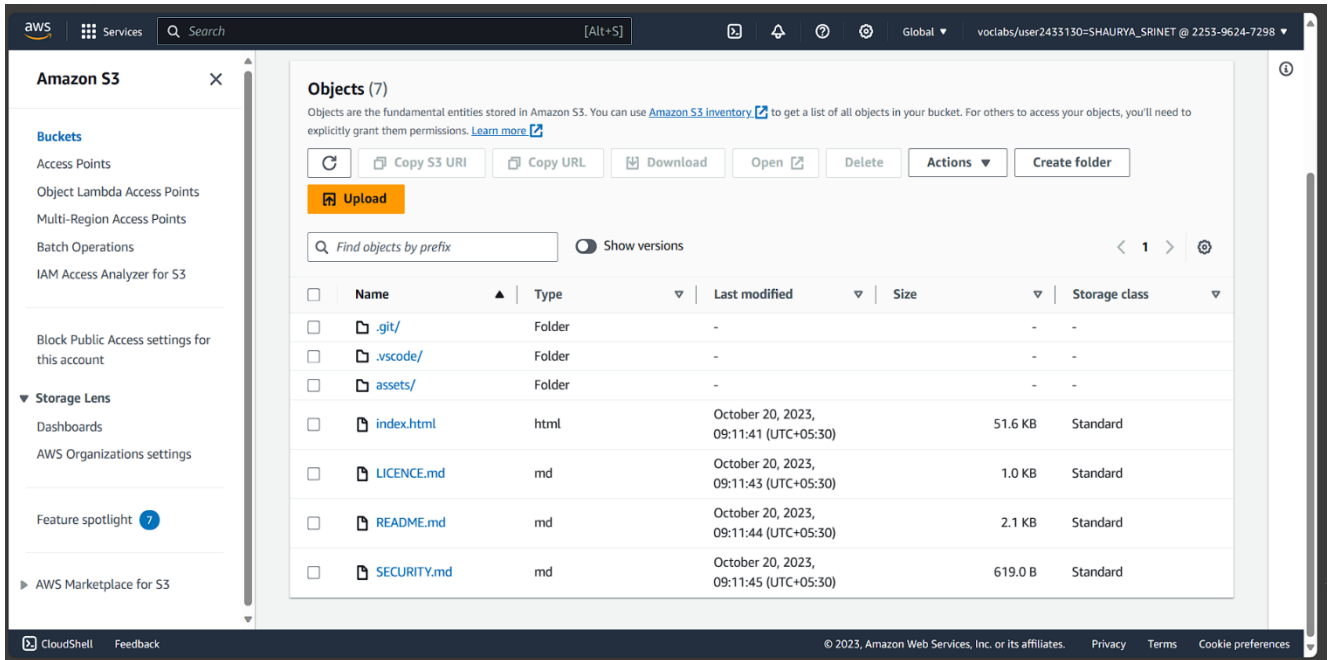 aws
Services
Search
[Alt+S]
Global ▼
voclabs/user2433130=SHAURYA_SRINET @ 2253-9624-7298 ▼
Amazon S3
Buckets
Access Points
Object Lambda Access Points
Multi-Region Access Points
Batch Operations
IAM Access Analyzer for S3
Block Public Access settings for
this account
Storage Lens
Dashboards
AWS Organizations settings
Feature spotlight 7
AWS Marketplace for S3
Objects (7)
Objects are the fundamental entities stored in Amazon S3. You can use Amazon S3 inventory to get a list of all objects in your bucket. For others to access your objects, you'll need to
explicitly grant them permissions. Learn more
Copy S3 URI
Copy URL
Download
Open
Delete
Actions ▼
Create folder
Upload
Find objects by prefix
Show versions
1
Name Type Last modified Size Storage class
.git/ Folder - - -
.vscode/ Folder - - -
assets/ Folder - - -
index.html html October 20, 2023, 51.6 KB Standard
09:11:41 (UTC+05:30)
LICENCE.md md October 20, 2023, 1.0 KB Standard
09:11:43 (UTC+05:30)
README.md md October 20, 2023, 2.1 KB Standard
09:11:44 (UTC+05:30)
SECURITY.md md October 20, 2023, 619.0 B Standard
09:11:45 (UTC+05:30)
CloudShell Feedback © 2023, Amazon Web Services, Inc. or its affiliates. Privacy Terms Cookie preferences